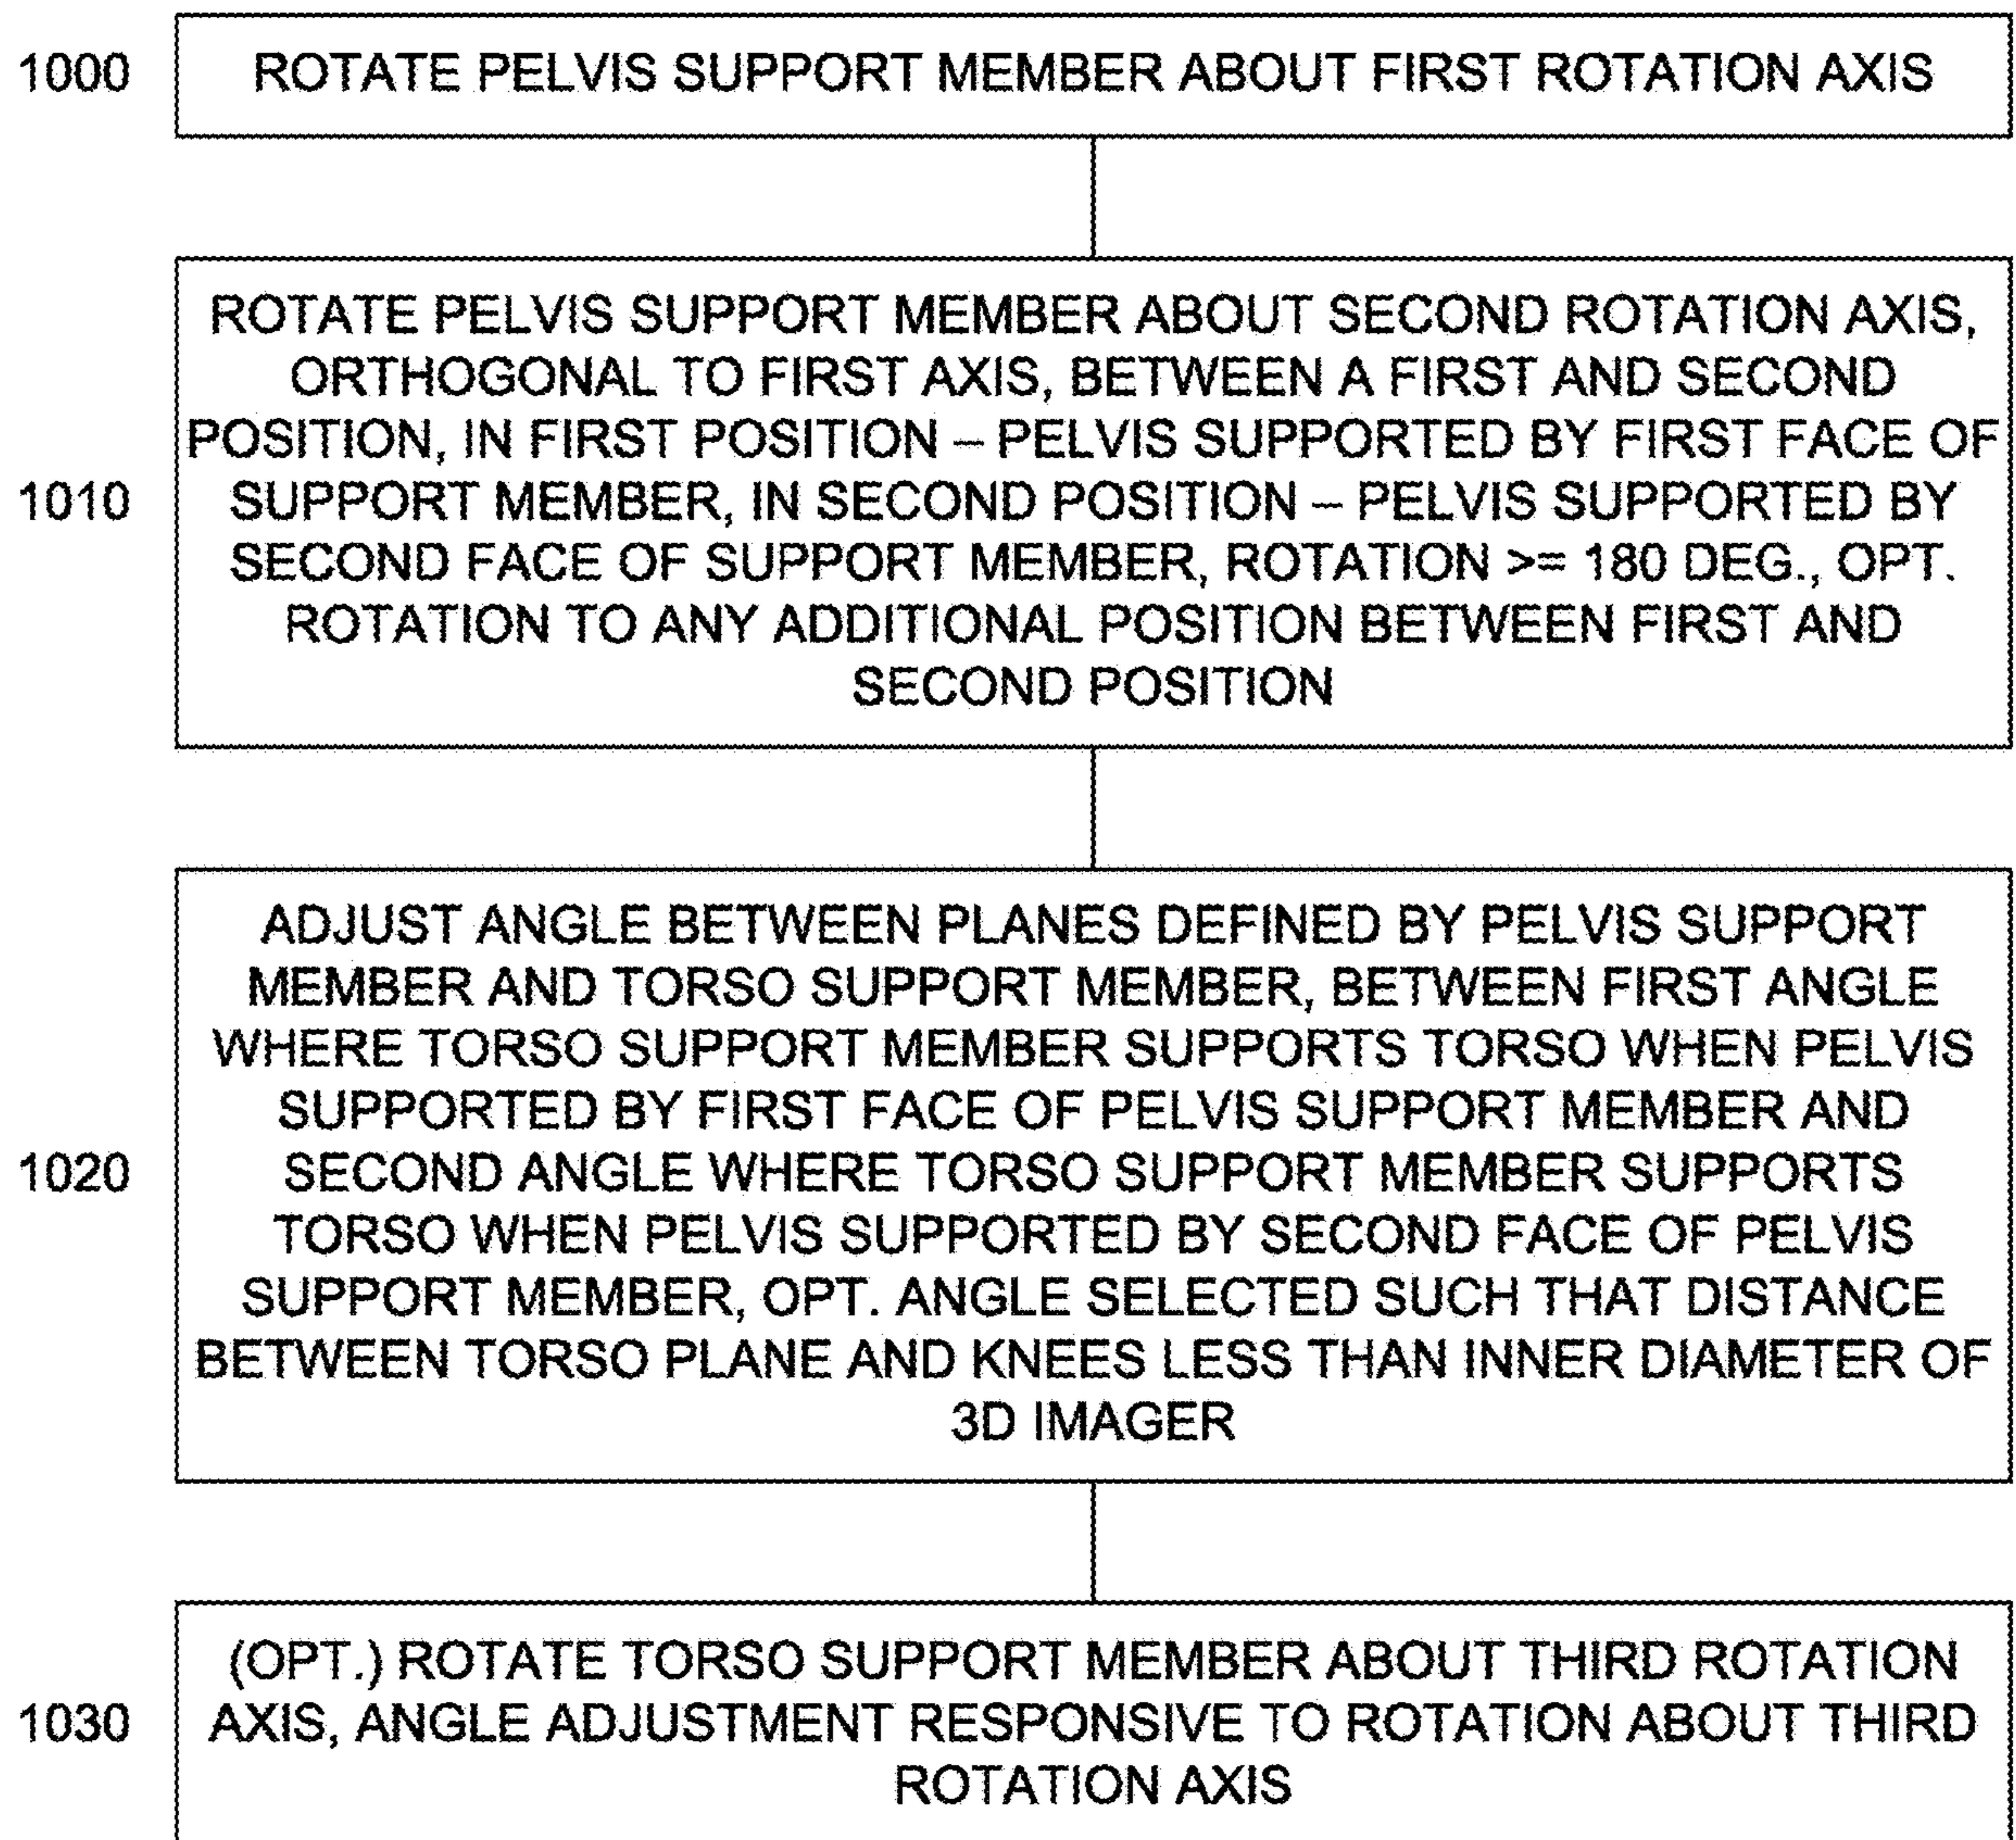 1000 ROTATE PELVIS SUPPORT MEMBER ABOUT FIRST ROTATION AXIS
ROTATE PELVIS SUPPORT MEMBER ABOUT SECOND ROTATION AXIS,
ORTHOGONAL TO FIRST AXIS, BETWEEN A FIRST AND SECOND
POSITION, IN FIRST POSITION – PELVIS SUPPORTED BY FIRST FACE OF
1010 SUPPORT MEMBER, IN SECOND POSITION – PELVIS SUPPORTED BY
SECOND FACE OF SUPPORT MEMBER, ROTATION >= 180 DEG., OPT.
ROTATION TO ANY ADDITIONAL POSITION BETWEEN FIRST AND
SECOND POSITION
ADJUST ANGLE BETWEEN PLANES DEFINED BY PELVIS SUPPORT
MEMBER AND TORSO SUPPORT MEMBER, BETWEEN FIRST ANGLE
WHERE TORSO SUPPORT MEMBER SUPPORTS TORSO WHEN PELVIS
SUPPORTED BY FIRST FACE OF PELVIS SUPPORT MEMBER AND
1020 SECOND ANGLE WHERE TORSO SUPPORT MEMBER SUPPORTS
TORSO WHEN PELVIS SUPPORTED BY SECOND FACE OF PELVIS
SUPPORT MEMBER, OPT. ANGLE SELECTED SUCH THAT DISTANCE
BETWEEN TORSO PLANE AND KNEES LESS THAN INNER DIAMETER OF
3D IMAGER
(OPT.) ROTATE TORSO SUPPORT MEMBER ABOUT THIRD ROTATION
1030 AXIS, ANGLE ADJUSTMENT RESPONSIVE TO ROTATION ABOUT THIRD
ROTATION AXIS